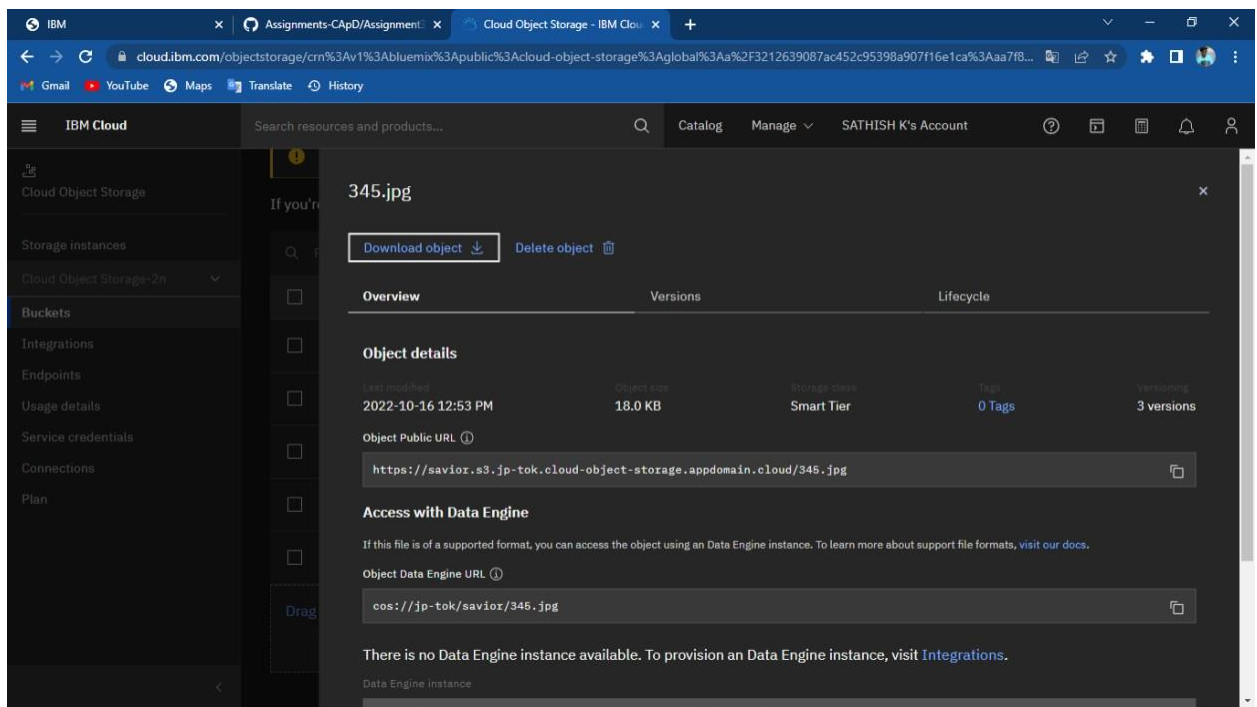 IBM
Assignments-CApD/Assignment
Cloud Object Storage - IBM Clou
cloud.ibm.com/objectstorage/crn%3Av1%3Abluemix%3Apublic%3Acloud-object-storage%3Aglobal%3Aa%2F3212639087ac452c95398a907f16e1ca%3Aaa7f8...
Gmail YouTube Maps Translate History
IBM Cloud Search resources and products... Catalog Manage SATHISH K's Account
Cloud Object Storage
If you're
Storage instances
Cloud Object Storage-2n
Buckets
Integrations
Endpoints
Usage details
Service credentials
Connections
Plan
Drag
345.jpg
Download object Delete object
Overview Versions Lifecycle
Object details
Last modified Object size Storage class Tags Versioning
2022-10-16 12:53 PM 18.0 KB Smart Tier 0 Tags 3 versions
Object Public URL
https://savior.s3.jp-tok.cloud-object-storage.appdomain.cloud/345.jpg
Access with Data Engine
If this file is of a supported format, you can access the object using an Data Engine instance. To learn more about support file formats, visit our docs.
Object Data Engine URL
cos://jp-tok/savior/345.jpg
There is no Data Engine instance available. To provision an Data Engine instance, visit Integrations.
Data Engine instance